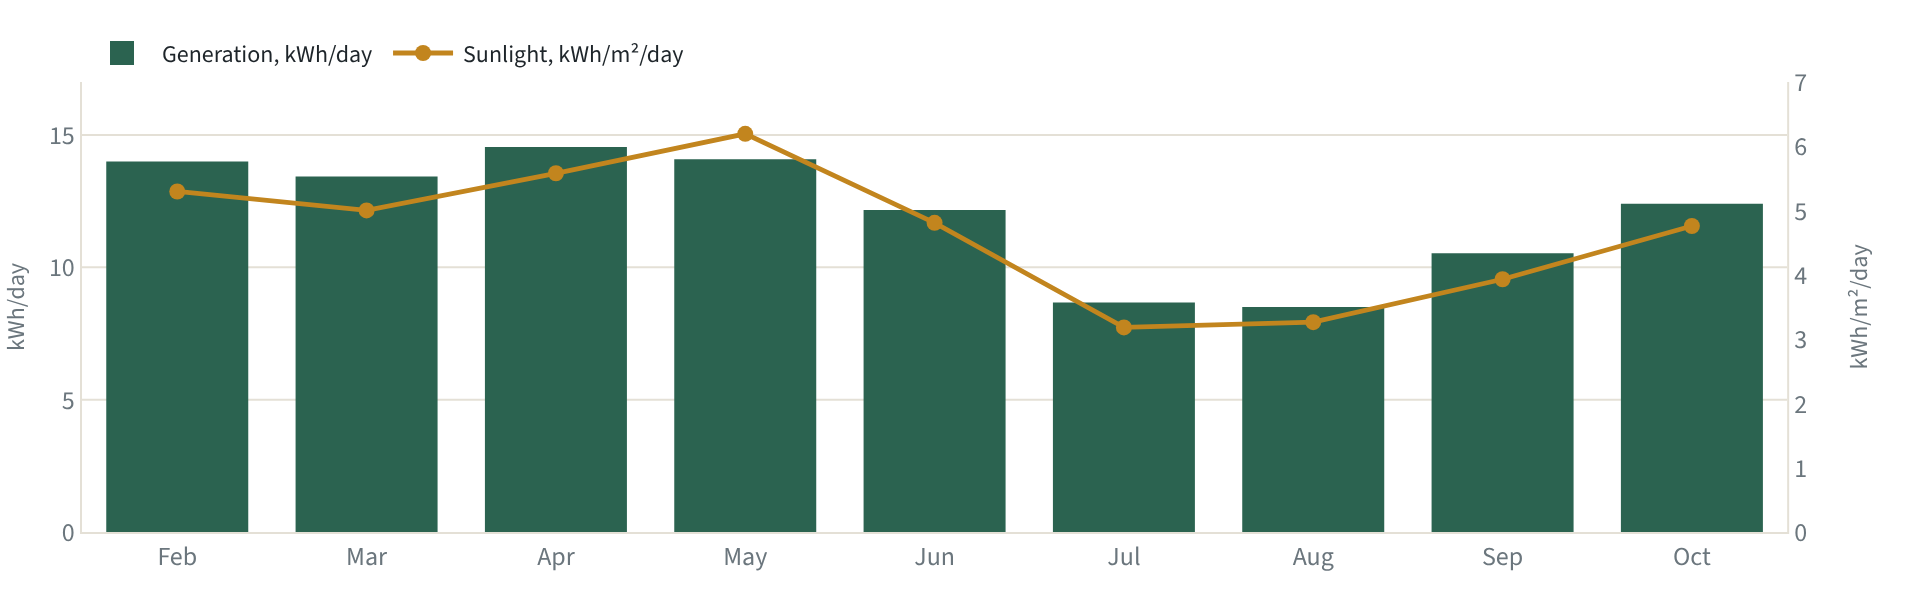 Generation, kWh/day
Sunlight, kWh/m²/day
kWh/day
15
10
5
0
7
6
5
4
3
2
1
0
kWh/m²/day
Feb Mar Apr May Jun Jul Aug Sep Oct